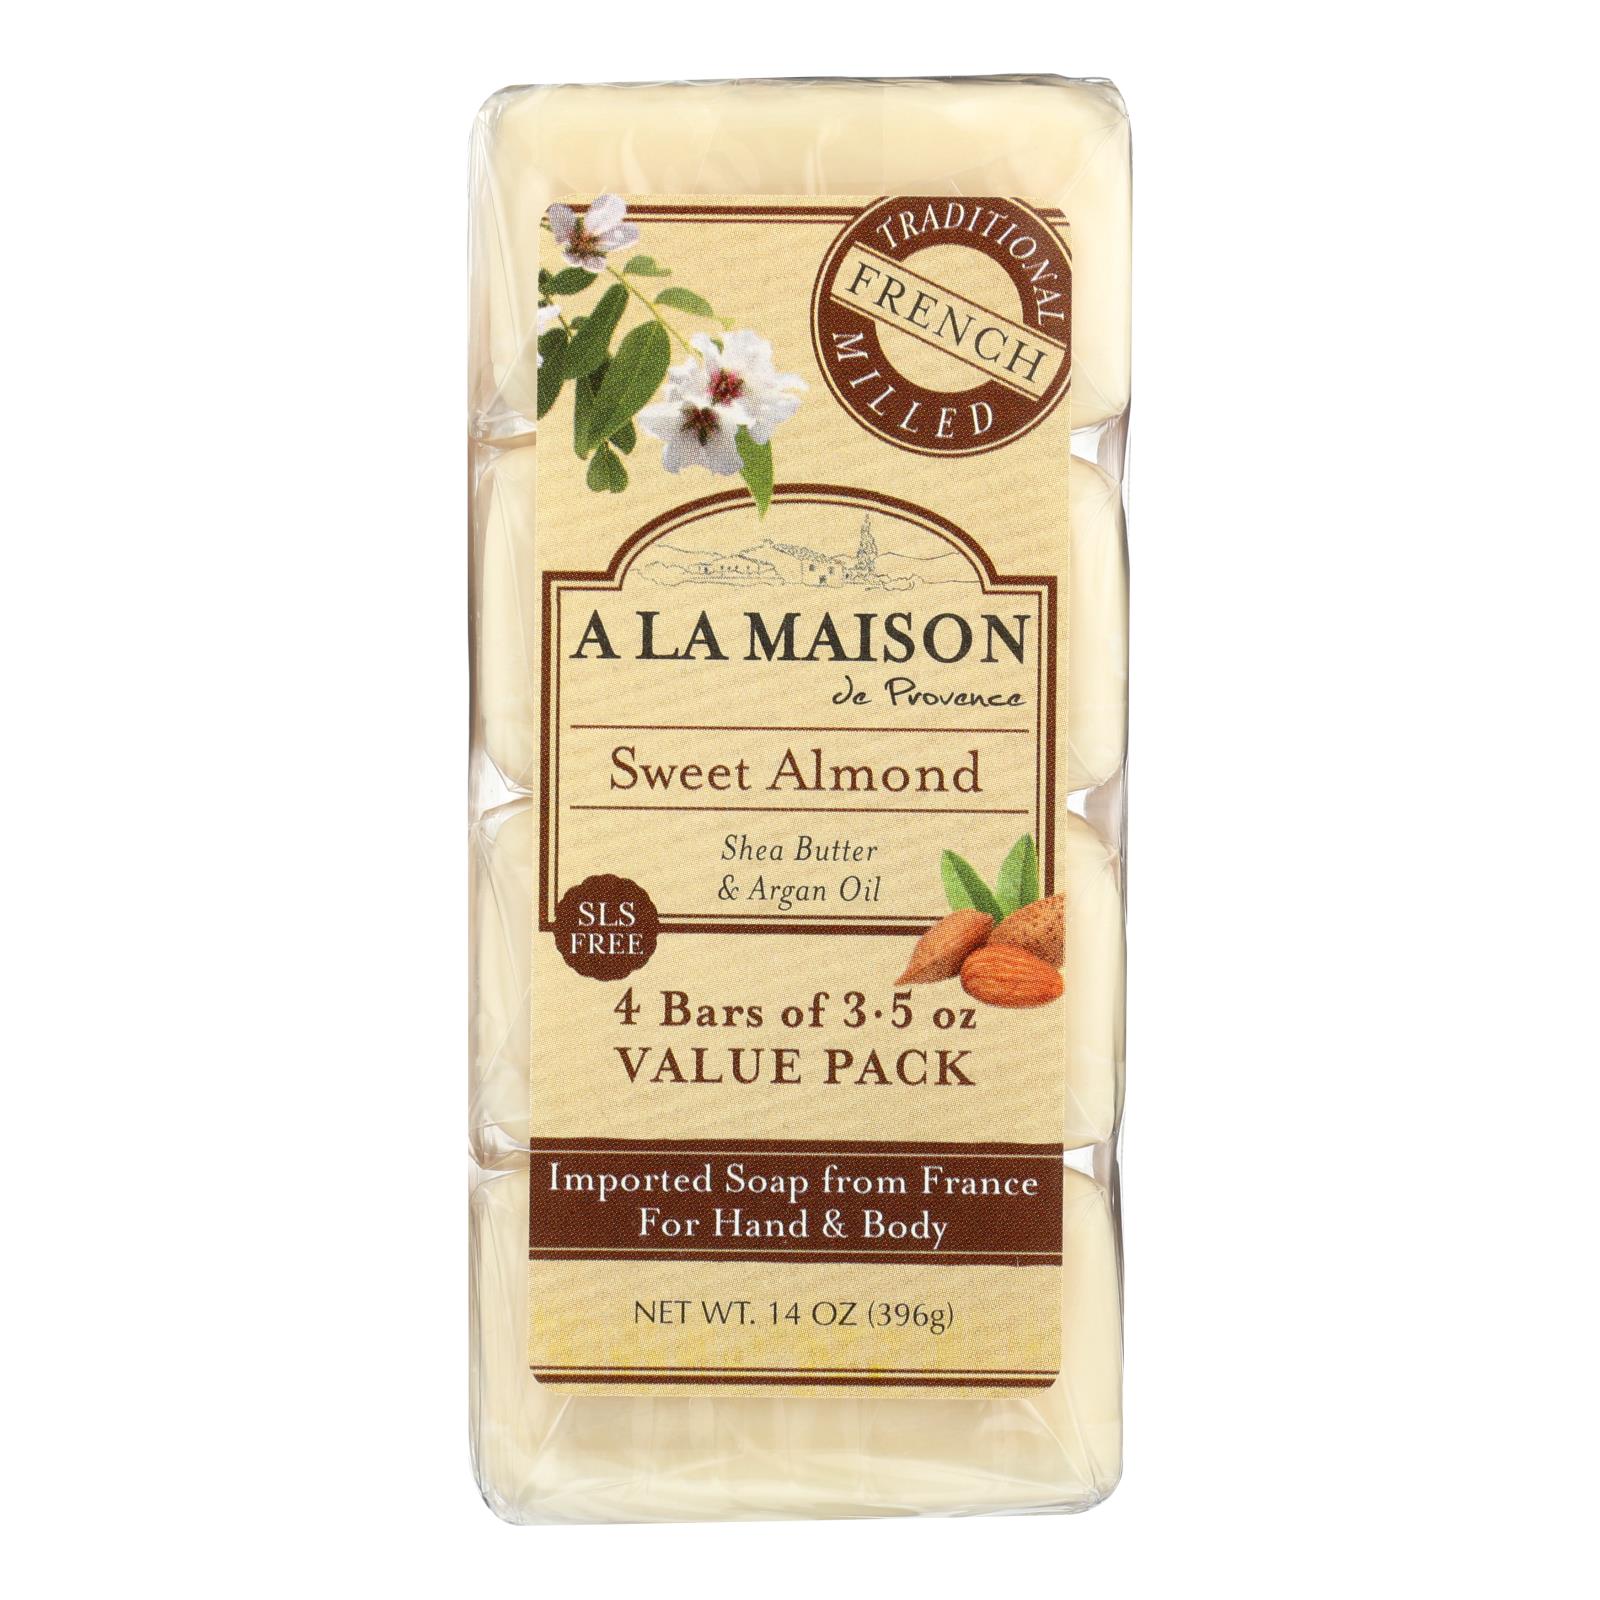 TRADITIONAL
FRENCH
MILLED
A LA MAISON
de Provence
Sweet Almond
Shea Butter
& Argan Oil
SLS
FREE
4 Bars of 3·5 oz
VALUE PACK
Imported Soap from France
For Hand & Body
NET WT. 14 OZ (396g)